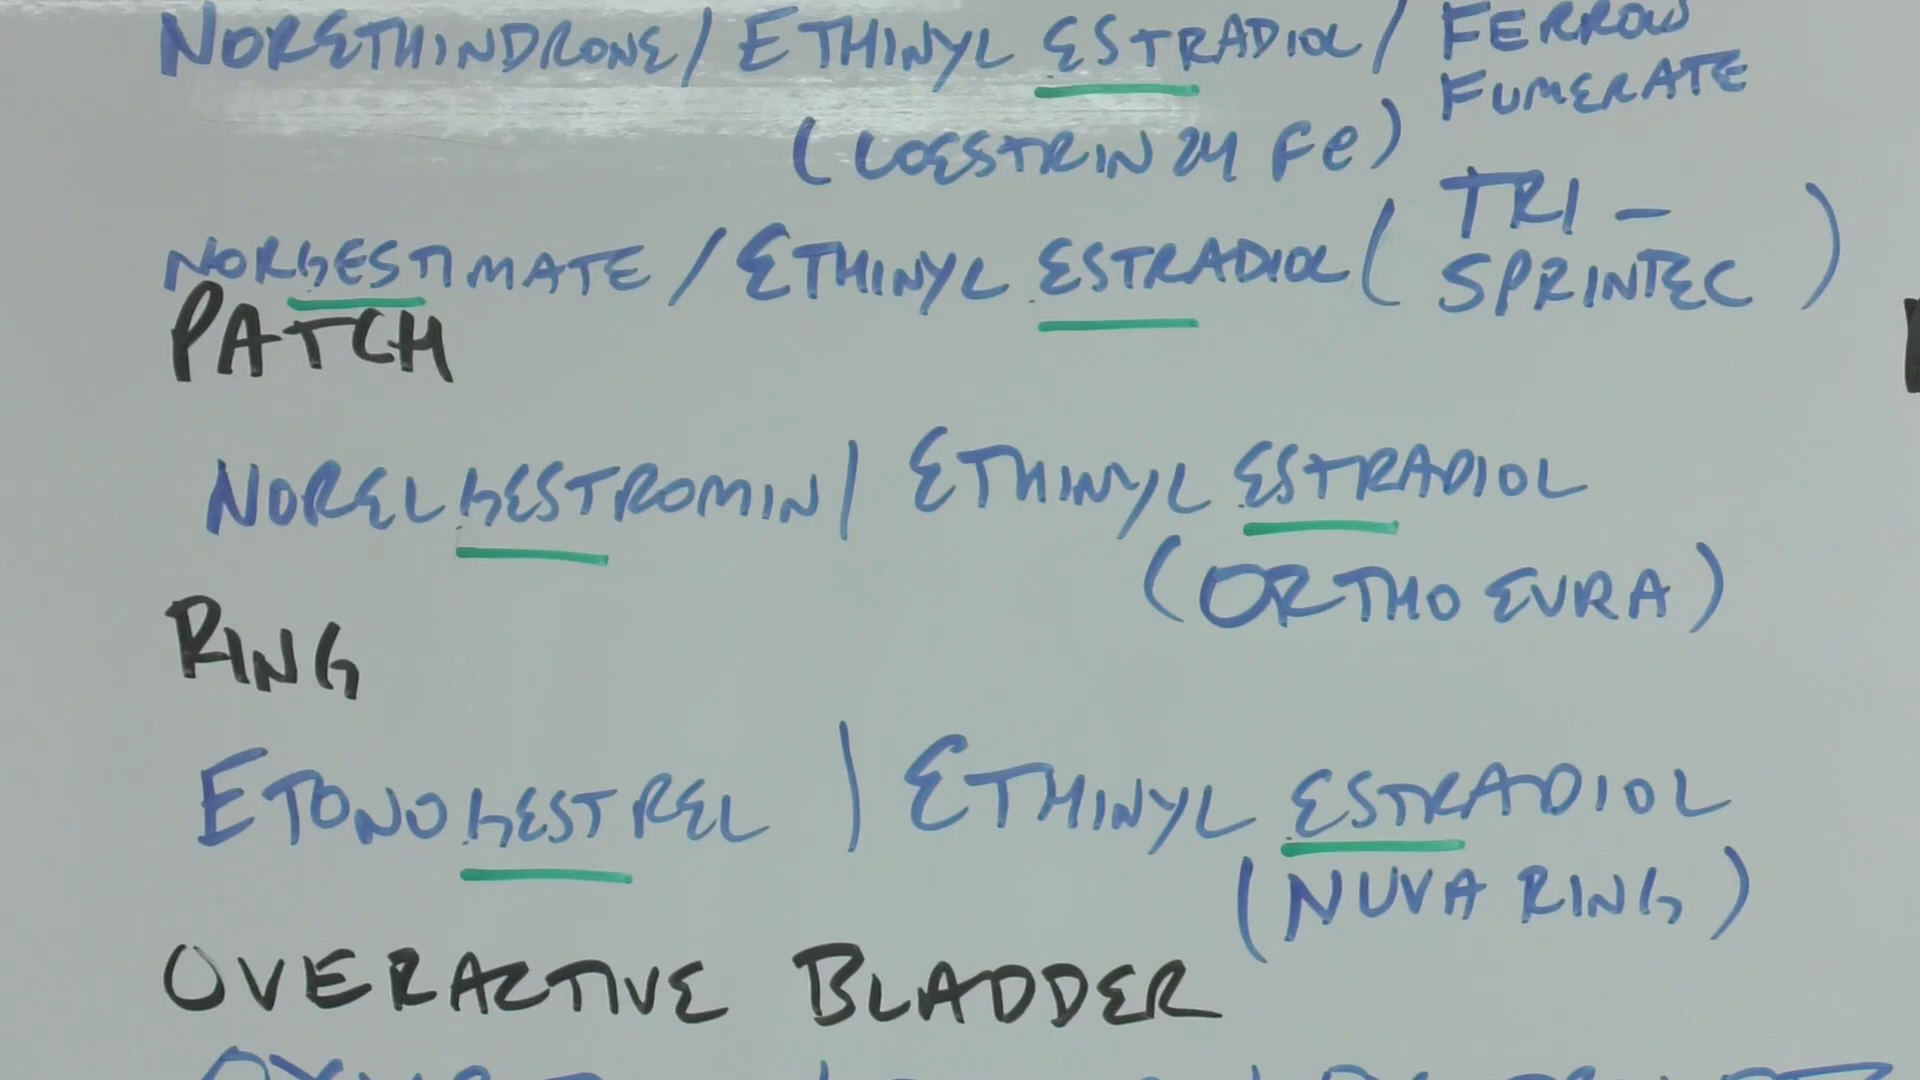 NORETHINDRONE / ETHINYL ESTRADIOL / FERROUS
FUMERATE
(LOESTRIN 24 Fe)
NORGESTIMATE / ETHINYL ESTRADIOL ( TRI -
SPRINTEC )
PATCH
NORELGESTROMIN / ETHINYL ESTRADIOL
(ORTHO EVRA)
RING
ETONOGESTREL / ETHINYL ESTRADIOL
(NUVA RING)
OVERACTIVE BLADDER